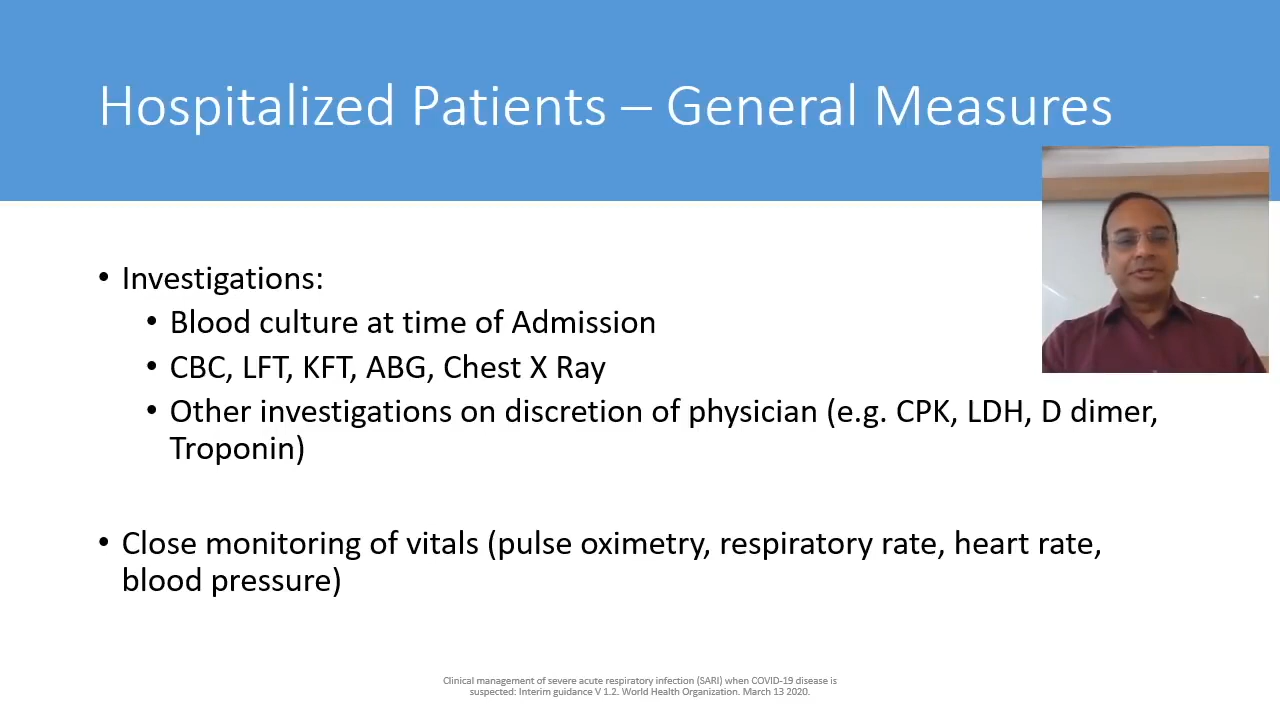 Hospitalized Patients – General Measures
• Investigations:
• Blood culture at time of Admission
• CBC, LFT, KFT, ABG, Chest X Ray
• Other investigations on discretion of physician (e.g. CPK, LDH, D dimer,
Troponin)
• Close monitoring of vitals (pulse oximetry, respiratory rate, heart rate,
blood pressure)
Clinical management of severe acute respiratory infection (SARI) when COVID-19 disease is
suspected: Interim guidance V 1.2. World Health Organization. March 13 2020.